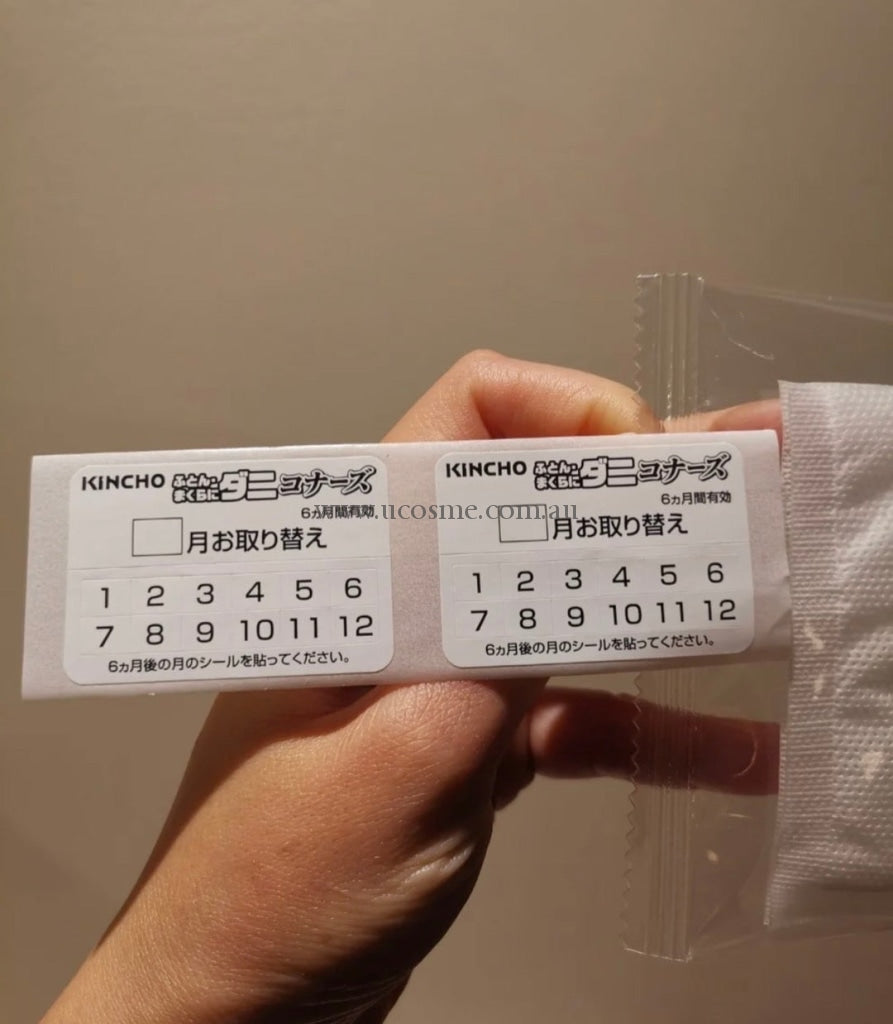 KINCHO ふとん・まくらに ダニコナーズ
6ヵ月間有効
月お取り替え
1 2 3 4 5 6
7 8 9 10 11 12
6ヵ月後の月のシールを貼ってください。
KINCHO ふとん・まくらに ダニコナーズ
6ヵ月間有効
月お取り替え
1 2 3 4 5 6
7 8 9 10 11 12
6ヵ月後の月のシールを貼ってください。
www.ucosme.com.au